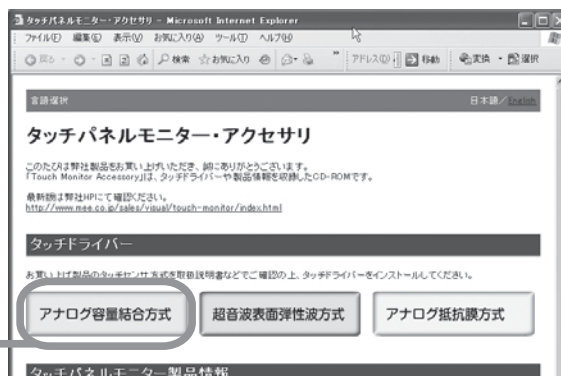 タッチパネルモニター・アクセサリ - Microsoft Internet Explorer
ファイル(F) 編集(E) 表示(V) お気に入り(A) ツール(T) ヘルプ(H)
戻る 検索 お気に入り アドレス(D) 移動 変換 選択
言語選択 日本語/English
タッチパネルモニター・アクセサリ
このたびは弊社製品をお買い上げいただき、誠にありがとうございます。
「Touch Monitor Accessory」は、タッチドライバーや製品情報を収録したCD-ROMです。
最新版は弊社HPにて確認ください。
http://www.mee.co.jp/sales/visual/touch-monitor/index.html
タッチドライバー
お買い上げ製品のタッチセンサ方式を取扱説明書などでご確認の上、タッチドライバーをインストールしてください。
アナログ容量結合方式 超音波表面弾性波方式 アナログ抵抗膜方式
タッチパネルモニター製品情報